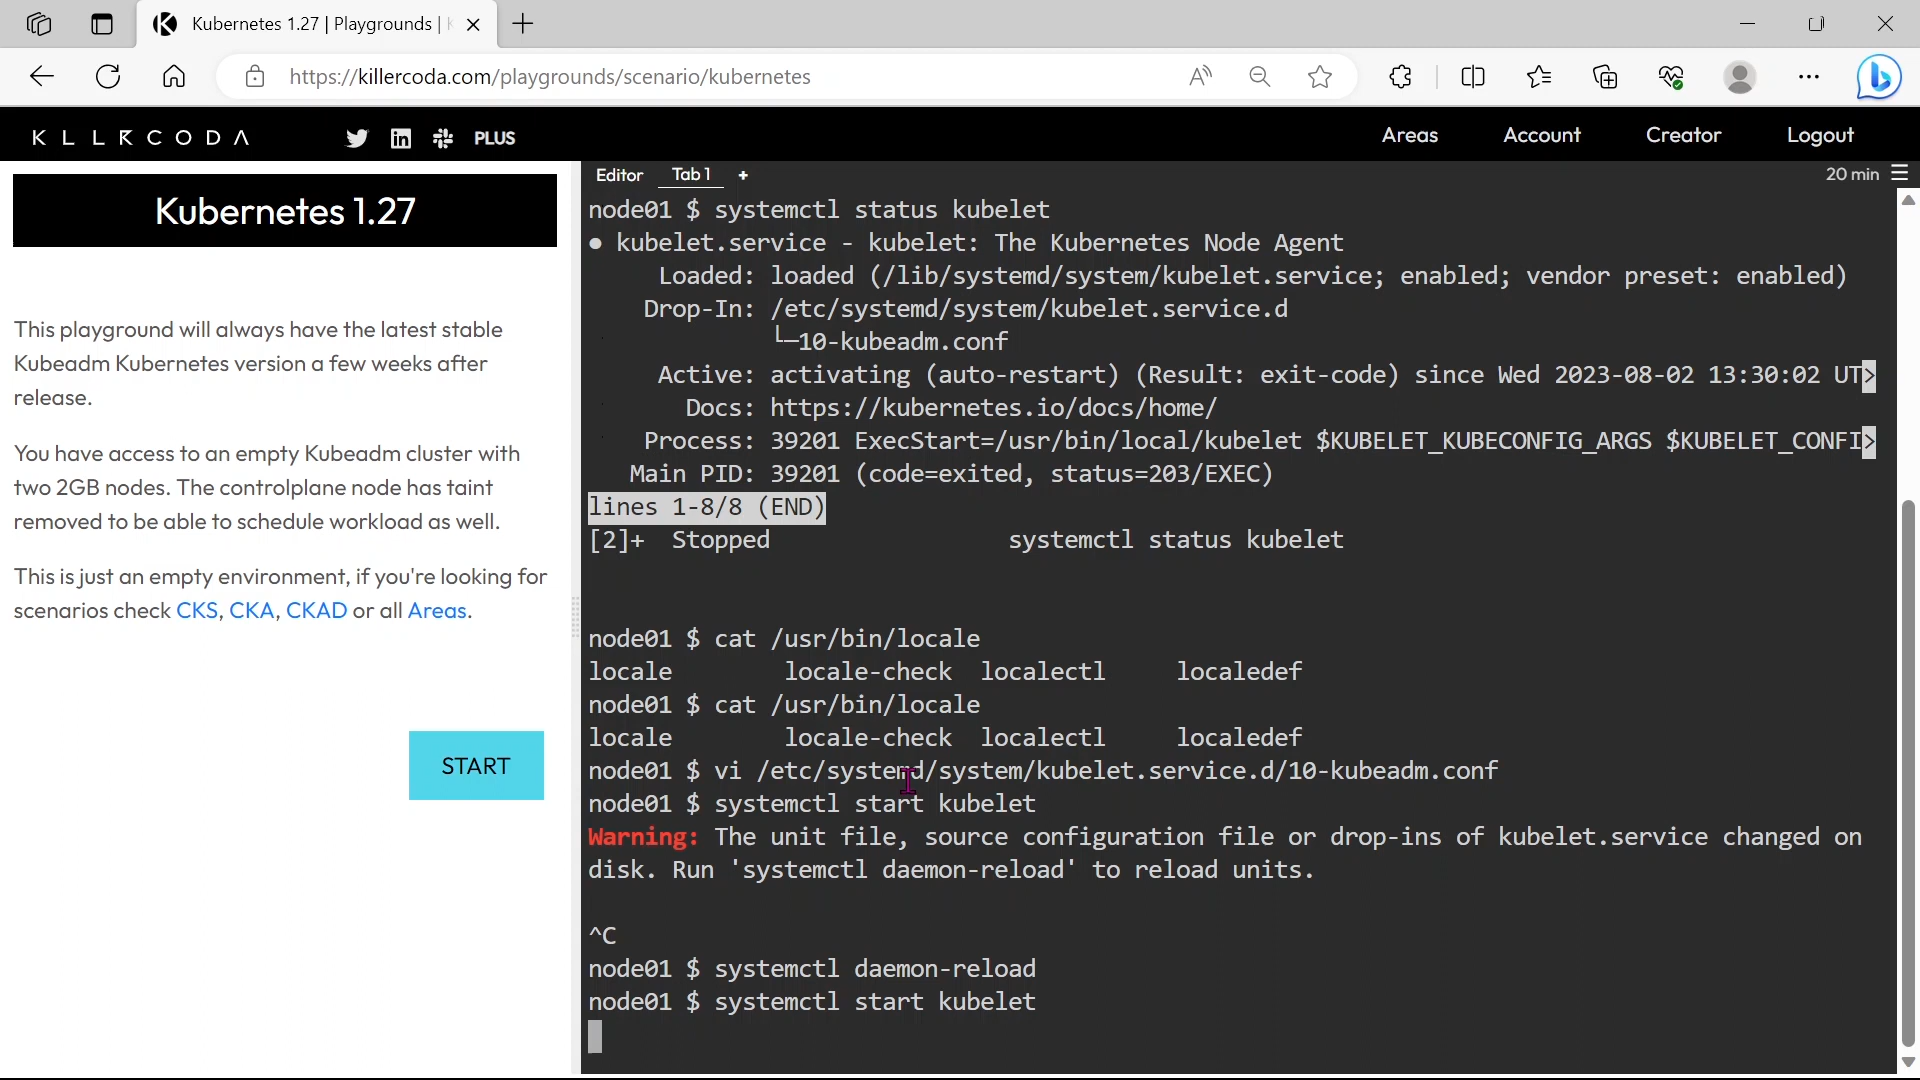 Kubernetes 1.27 | Playgrounds |
https://killercoda.com/playgrounds/scenario/kubernetes
KLLRCODA
PLUS
Areas
Account
Creator
Logout
Kubernetes 1.27
This playground will always have the latest stable
Kubeadm Kubernetes version a few weeks after
release.
You have access to an empty Kubeadm cluster with
two 2GB nodes. The controlplane node has taint
removed to be able to schedule workload as well.
This is just an empty environment, if you're looking for
scenarios check CKS, CKA, CKAD or all Areas.
START
Editor Tab 1 +
20 min
node01 $ systemctl status kubelet
● kubelet.service - kubelet: The Kubernetes Node Agent
Loaded: loaded (/lib/systemd/system/kubelet.service; enabled; vendor preset: enabled)
Drop-In: /etc/systemd/system/kubelet.service.d
└─10-kubeadm.conf
Active: activating (auto-restart) (Result: exit-code) since Wed 2023-08-02 13:30:02 UT>
Docs: https://kubernetes.io/docs/home/
Process: 39201 ExecStart=/usr/bin/local/kubelet $KUBELET_KUBECONFIG_ARGS $KUBELET_CONFI>
Main PID: 39201 (code=exited, status=203/EXEC)
lines 1-8/8 (END)
[2]+  Stopped                 systemctl status kubelet
node01 $ cat /usr/bin/locale
locale        locale-check  localectl     localedef
node01 $ cat /usr/bin/locale
locale        locale-check  localectl     localedef
node01 $ vi /etc/systemd/system/kubelet.service.d/10-kubeadm.conf
node01 $ systemctl start kubelet
Warning: The unit file, source configuration file or drop-ins of kubelet.service changed on
disk. Run 'systemctl daemon-reload' to reload units.
^C
node01 $ systemctl daemon-reload
node01 $ systemctl start kubelet